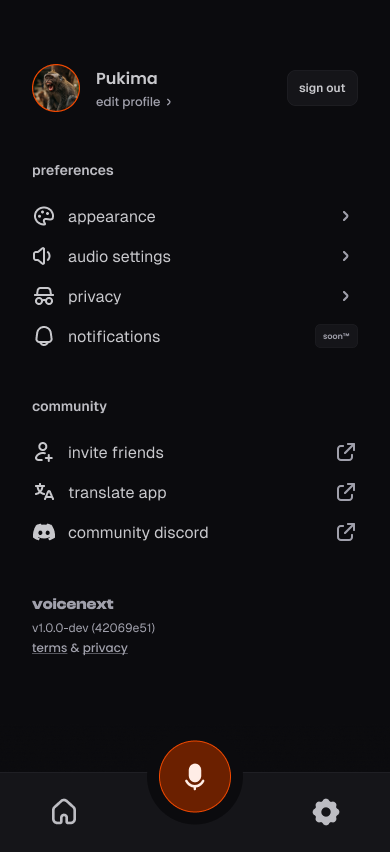 Pukima
edit profile
sign out
preferences
appearance
audio settings
privacy
notifications
soon™
community
invite friends
translate app
community discord
voicenext
v1.0.0-dev (42069e51)
terms & privacy